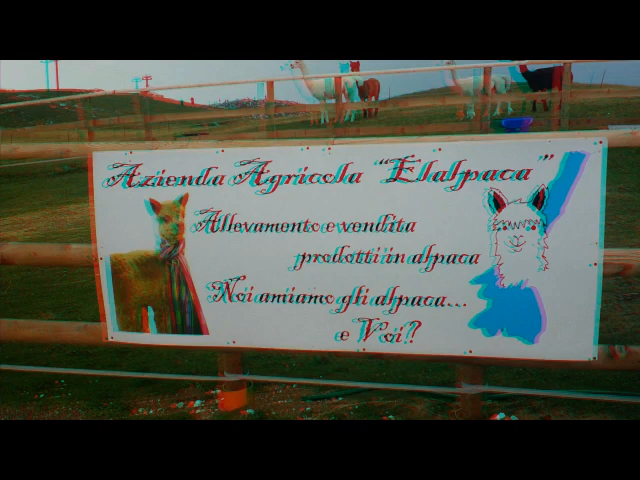 Azienda Agricola "Elalpaca"
Allevamento e vendita
prodotti in alpaca
Noi amiamo gli alpaca...
e Voi?